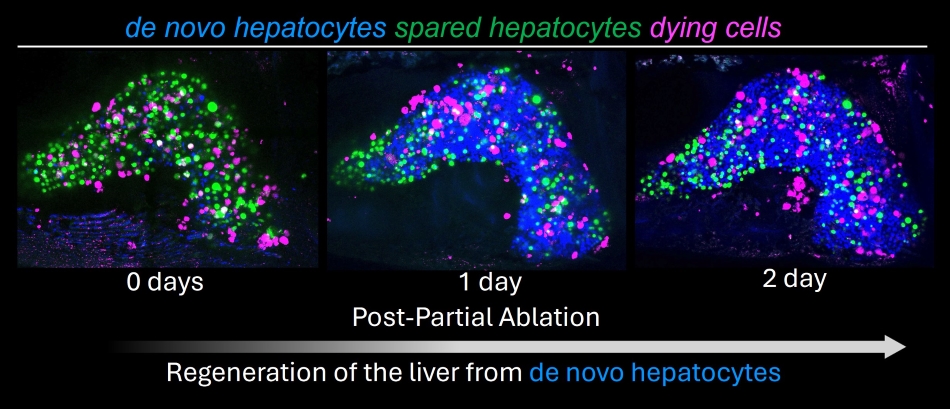 de novo hepatocytes spared hepatocytes dying cells
0 days
1 day
2 day
Post-Partial Ablation
Regeneration of the liver from de novo hepatocytes